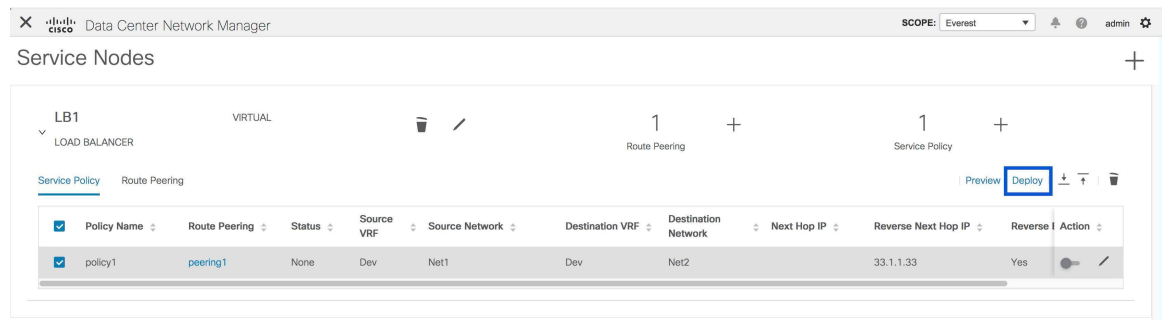 cisco Data Center Network Manager SCOPE: Everest admin
Service Nodes
LB1 VIRTUAL 1 1
LOAD BALANCER Route Peering Service Policy
Service Policy Route Peering Preview Deploy
Policy Name Route Peering Status Source VRF Source Network Destination VRF Destination Network Next Hop IP Reverse Next Hop IP Reverse Action
policy1 peering1 None Dev Net1 Dev Net2 33.1.1.33 Yes